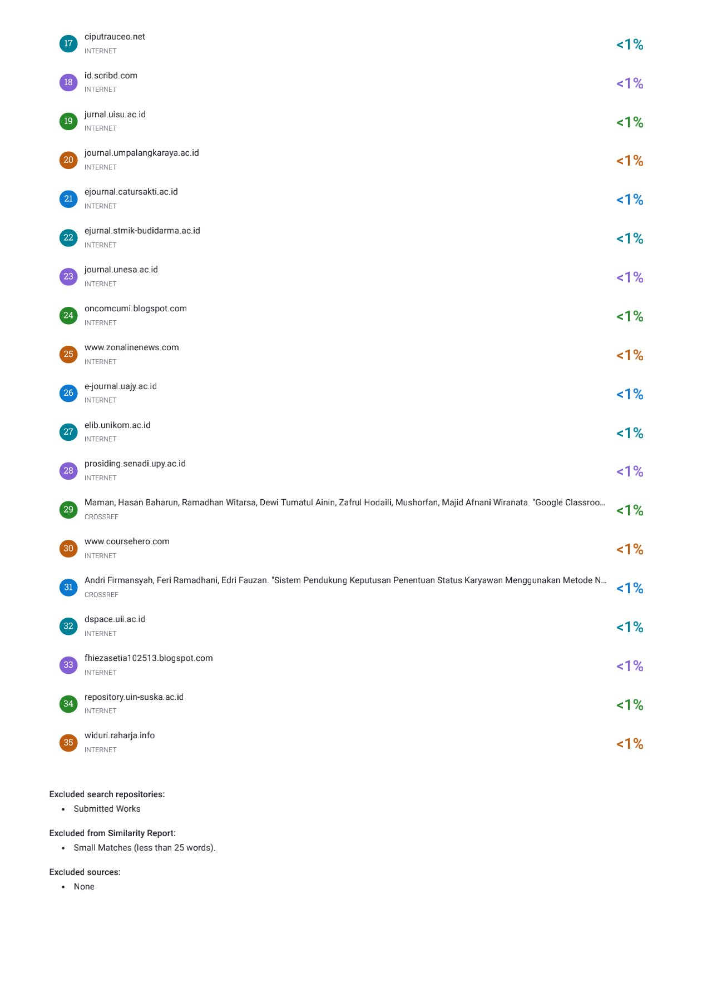 17 ciputrauceo.net <1%
INTERNET
18 id.scribd.com <1%
INTERNET
19 jurnal.uisu.ac.id <1%
INTERNET
20 journal.umpalangkaraya.ac.id <1%
INTERNET
21 ejournal.catursakti.ac.id <1%
INTERNET
22 ejurnal.stmik-budidarma.ac.id <1%
INTERNET
23 journal.unesa.ac.id <1%
INTERNET
24 oncomcumi.blogspot.com <1%
INTERNET
25 www.zonalinenews.com <1%
INTERNET
26 e-journal.uajy.ac.id <1%
INTERNET
27 elib.unikom.ac.id <1%
INTERNET
28 prosiding.senadi.upy.ac.id <1%
INTERNET
29 Maman, Hasan Baharun, Ramadhan Witarsa, Dewi Tumatul Ainin, Zafrul Hodaili, Mushorfan, Majid Afnani Wiranata. "Google Classroo... <1%
CROSSREF
30 www.coursehero.com <1%
INTERNET
31 Andri Firmansyah, Feri Ramadhani, Edri Fauzan. "Sistem Pendukung Keputusan Penentuan Status Karyawan Menggunakan Metode N... <1%
CROSSREF
32 dspace.uii.ac.id <1%
INTERNET
33 fhiezasetia102513.blogspot.com <1%
INTERNET
34 repository.uin-suska.ac.id <1%
INTERNET
35 widuri.raharja.info <1%
INTERNET
Excluded search repositories:
• Submitted Works
Excluded from Similarity Report:
• Small Matches (less than 25 words).
Excluded sources:
• None